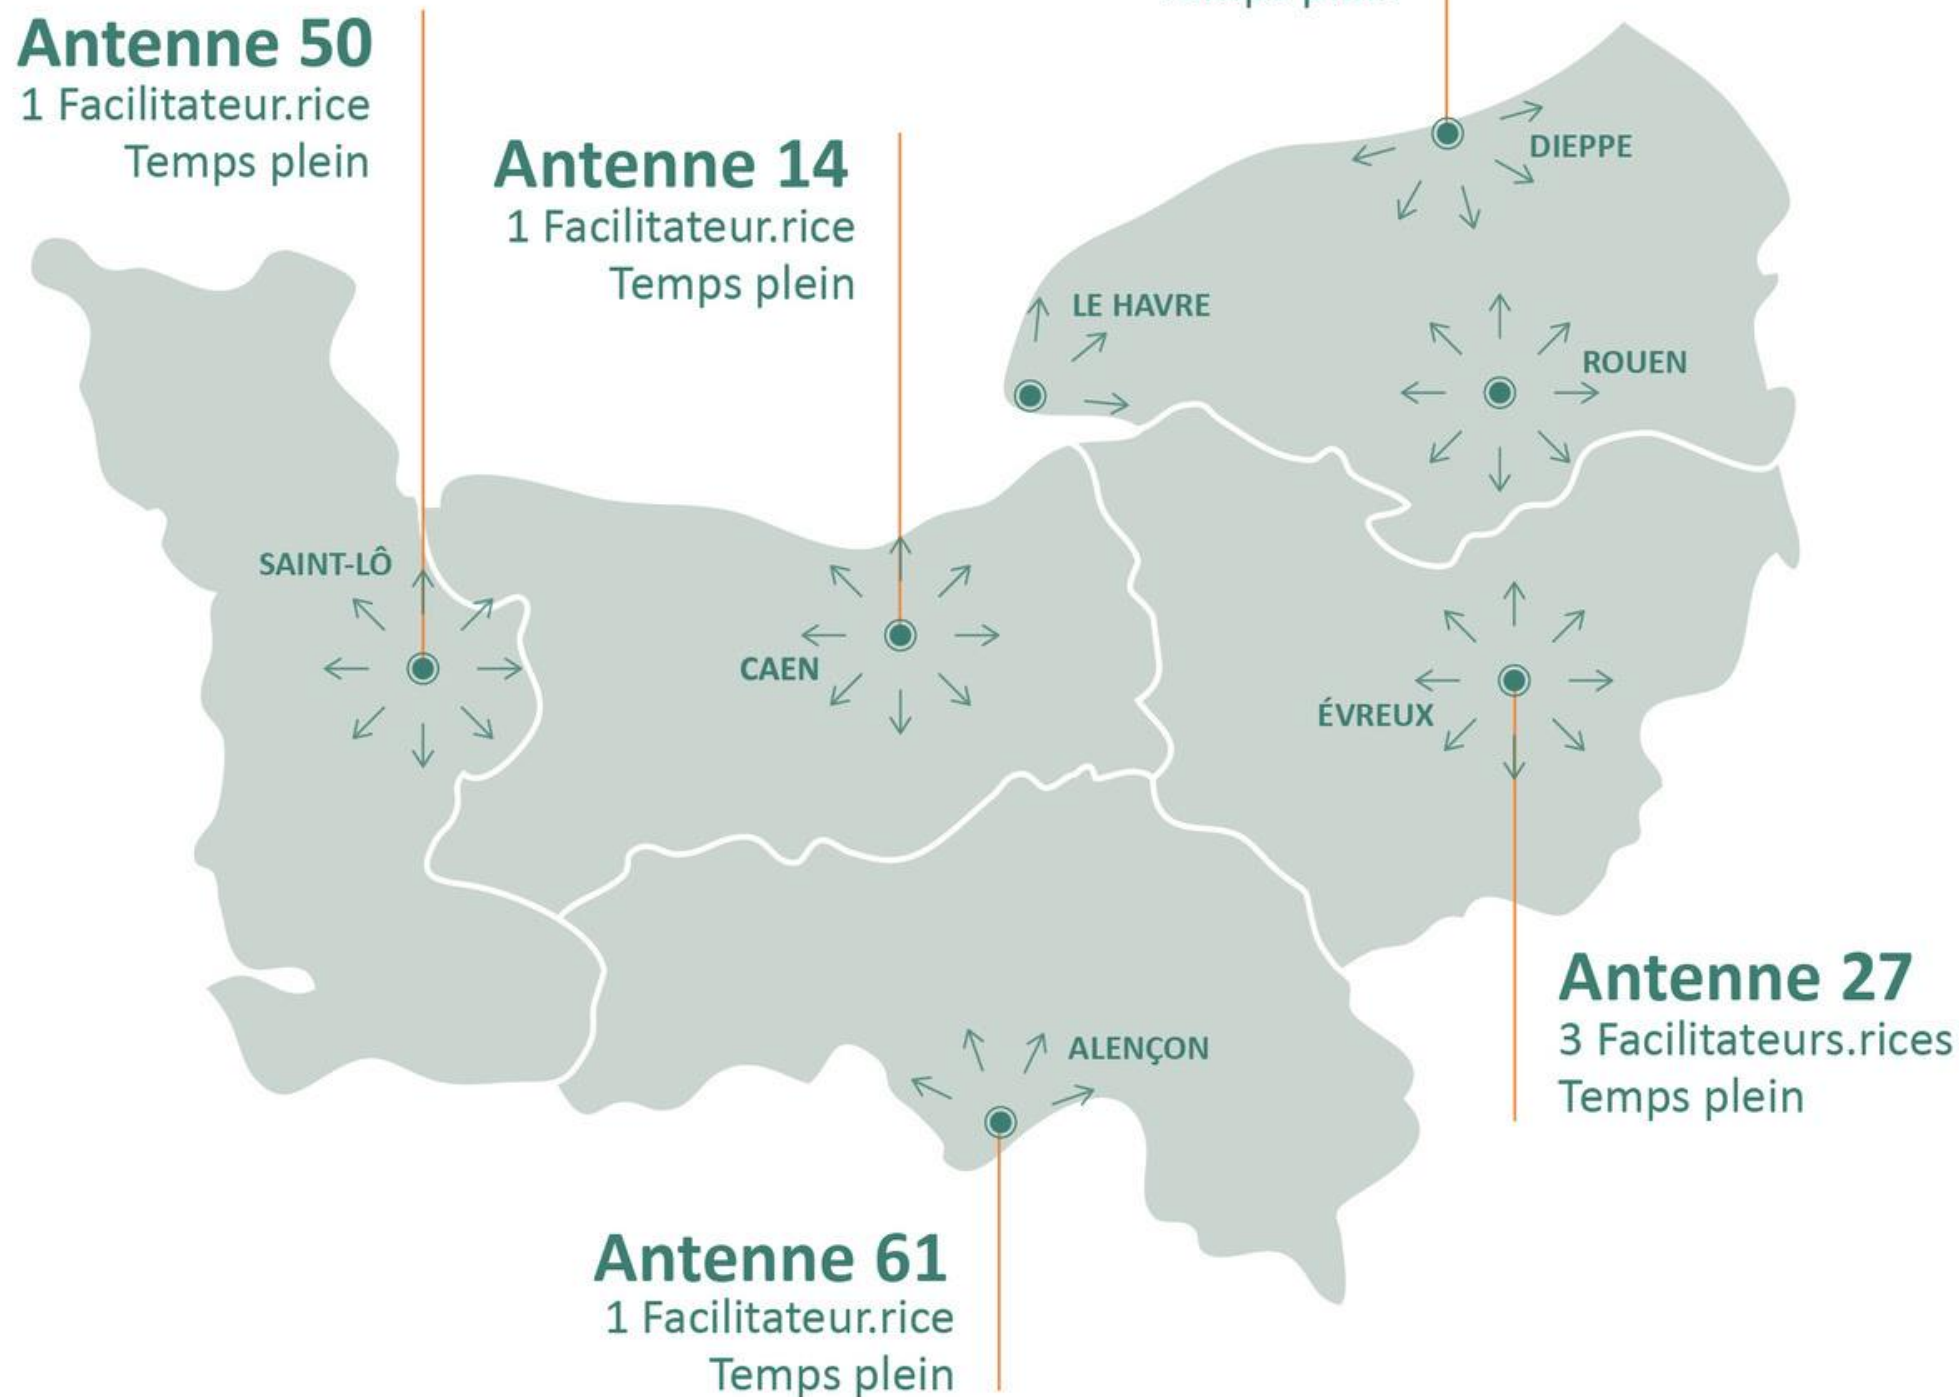 Antenne 50
1 Facilitateur.rice
Temps plein
Antenne 14
1 Facilitateur.rice
Temps plein
DIEPPE
LE HAVRE
ROUEN
SAINT-LÔ
CAEN
ÉVREUX
Antenne 27
3 Facilitateurs.rices
Temps plein
ALENÇON
Antenne 61
1 Facilitateur.rice
Temps plein